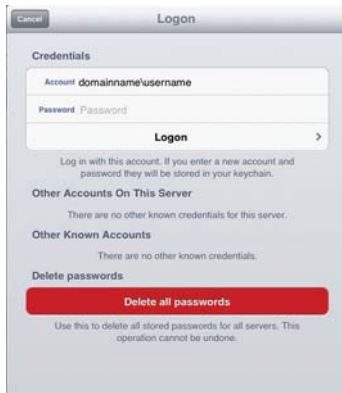 Cancel
Logon
Credentials
Account domainname\username
Password Password
Logon
Log in with this account. If you enter a new account and
password they will be stored in your keychain.
Other Accounts On This Server
There are no other known credentials for this server.
Other Known Accounts
There are no other known credentials.
Delete passwords
Delete all passwords
Use this to delete all stored passwords for all servers. This
operation cannot be undone.